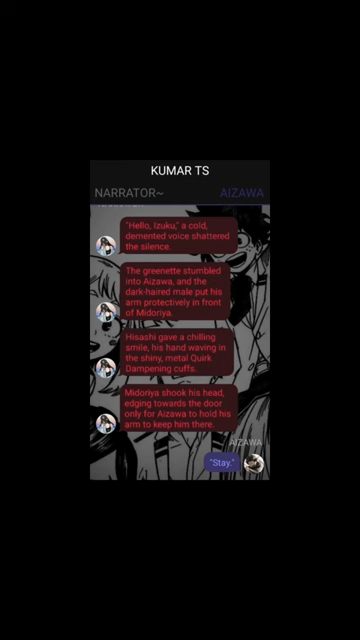 KUMAR TS
NARRATOR~ AIZAWA
"Hello, Izuku," a cold,
demented voice shattered
the silence.
The greenette stumbled
into Aizawa, and the
dark-haired male put his
arm protectively in front
of Midoriya.
Hisashi gave a chilling
smile, his hand waving in
the shiny, metal Quirk
Dampening cuffs.
Midoriya shook his head,
edging towards the door
only for Aizawa to hold his
arm to keep him there.
AIZAWA
"Stay."